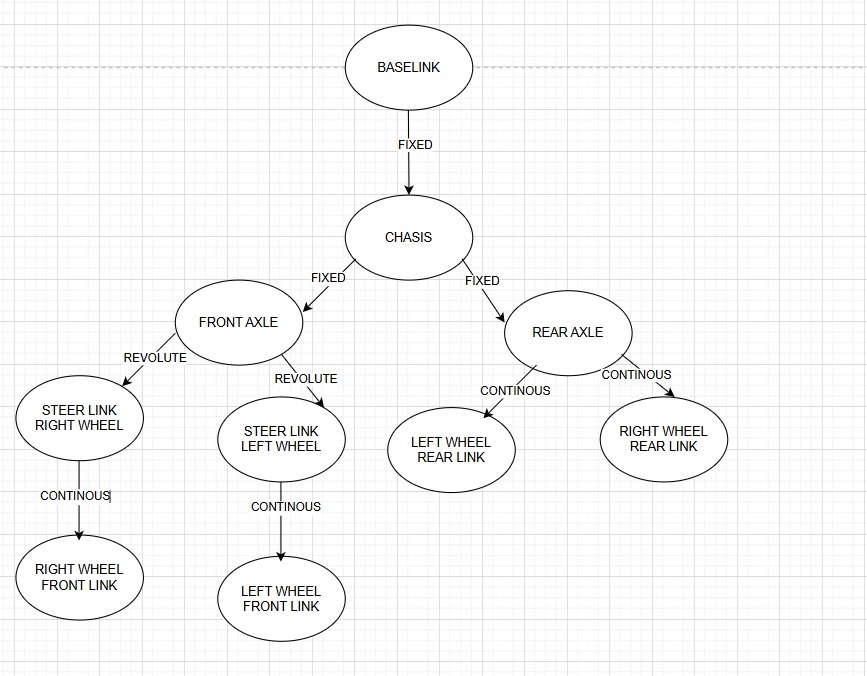 BASELINK
FIXED
CHASIS
FIXED
FIXED
FRONT AXLE
REAR AXLE
REVOLUTE
REVOLUTE
CONTINOUS
CONTINOUS
STEER LINK
RIGHT WHEEL
STEER LINK
LEFT WHEEL
LEFT WHEEL
REAR LINK
RIGHT WHEEL
REAR LINK
CONTINOUS
CONTINOUS
RIGHT WHEEL
FRONT LINK
LEFT WHEEL
FRONT LINK